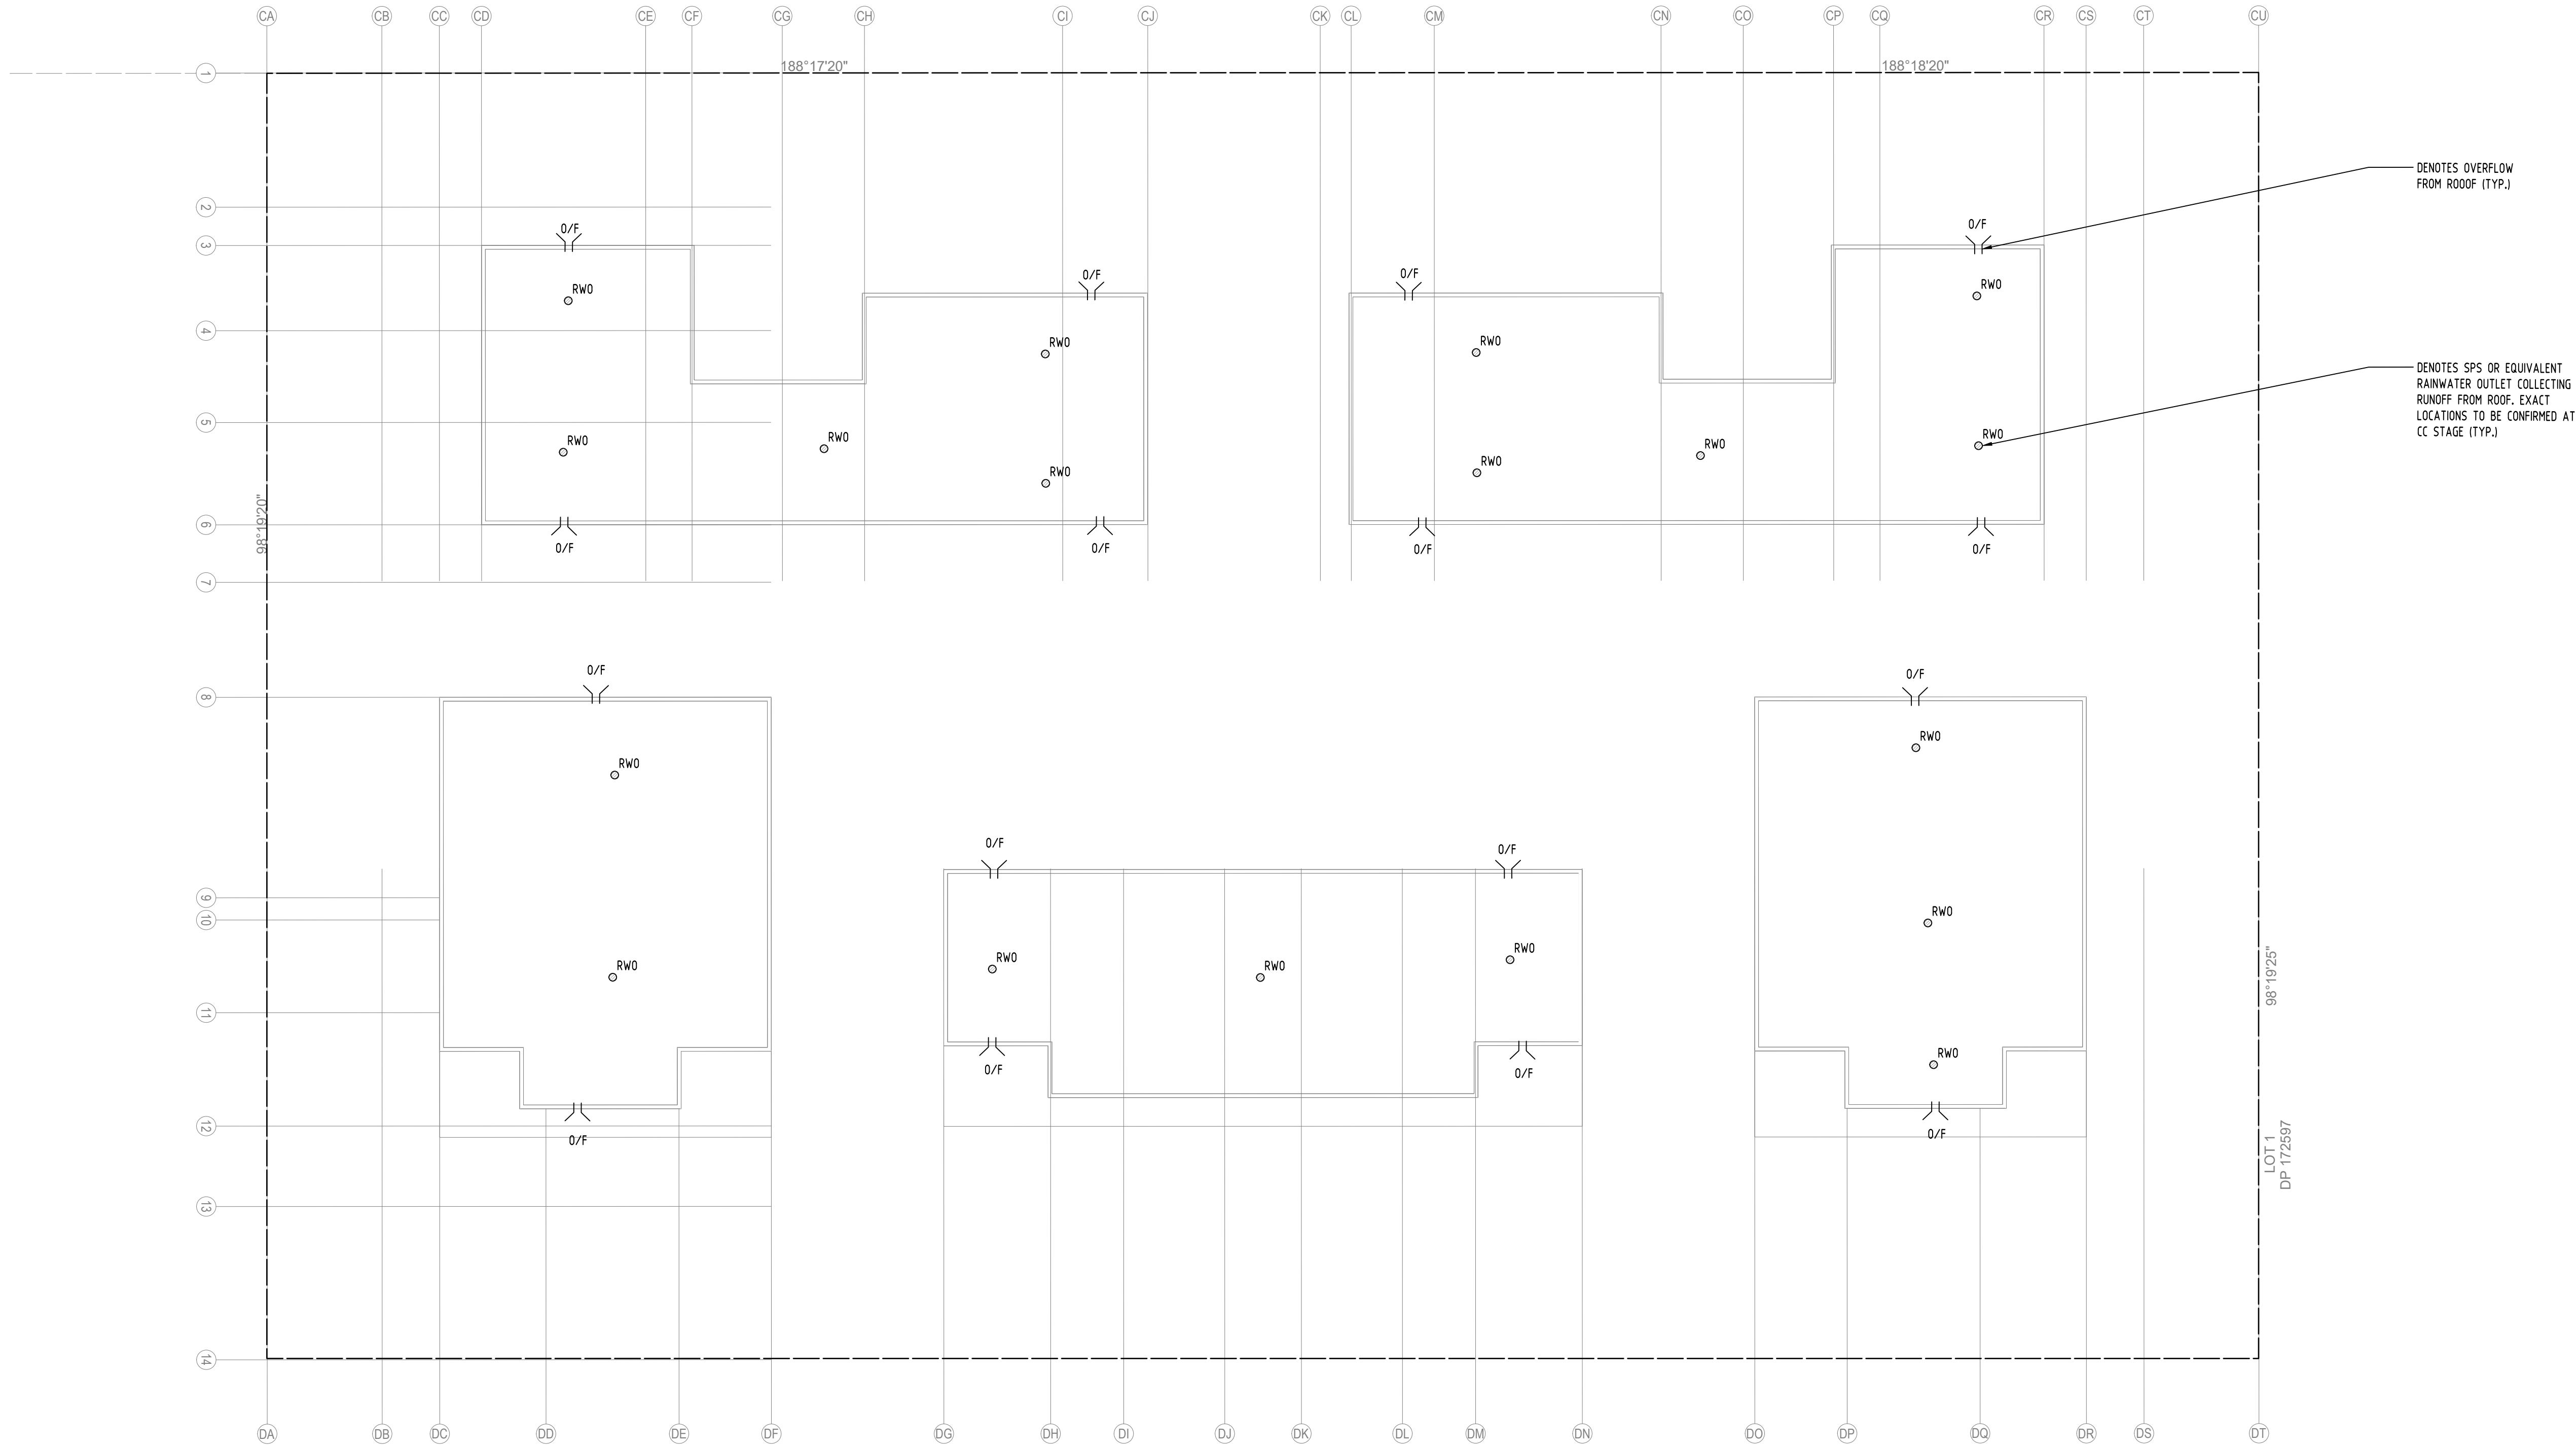 CA CB CC CD CE CF CG CH CI CJ CK CL CM CN CO CP CQ CR CS CT CU
188°17'20" 188°18'20"
1
DENOTES OVERFLOW
FROM ROOOF (TYP.)
2
O/F O/F
3
O/F O/F
RWO RWO
4
RWO RWO
DENOTES SPS OR EQUIVALENT
RAINWATER OUTLET COLLECTING
RUNOFF FROM ROOF. EXACT
LOCATIONS TO BE CONFIRMED AT
CC STAGE (TYP.)
5
RWO RWO RWO RWO
RWO RWO
98°19'20"
6
O/F O/F O/F O/F
7
O/F O/F
8
RWO RWO
O/F O/F
9
10
RWO
RWO RWO RWO RWO
98°19'25"
11
RWO
O/F O/F
12
O/F O/F
LOT 1
DP 172597
13
14
DA DB DC DD DE DF DG DH DI DJ DK DL DM DN DO DP DQ DR DS DT